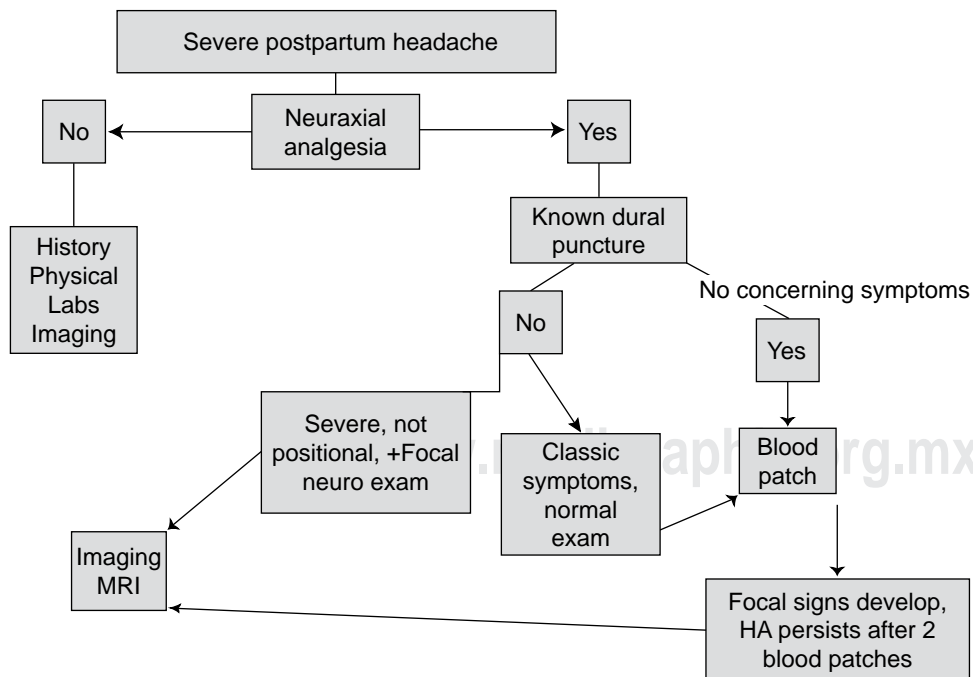 Severe postpartum headache
No
Neuraxial
analgesia
Yes
History
Physical
Labs
Imaging
Known dural
puncture
No concerning symptoms
No
Yes
Severe, not
positional, +Focal
neuro exam
Classic
symptoms,
normal
exam
Blood
patch
Imaging
MRI
Focal signs develop,
HA persists after 2
blood patches
rg.mx